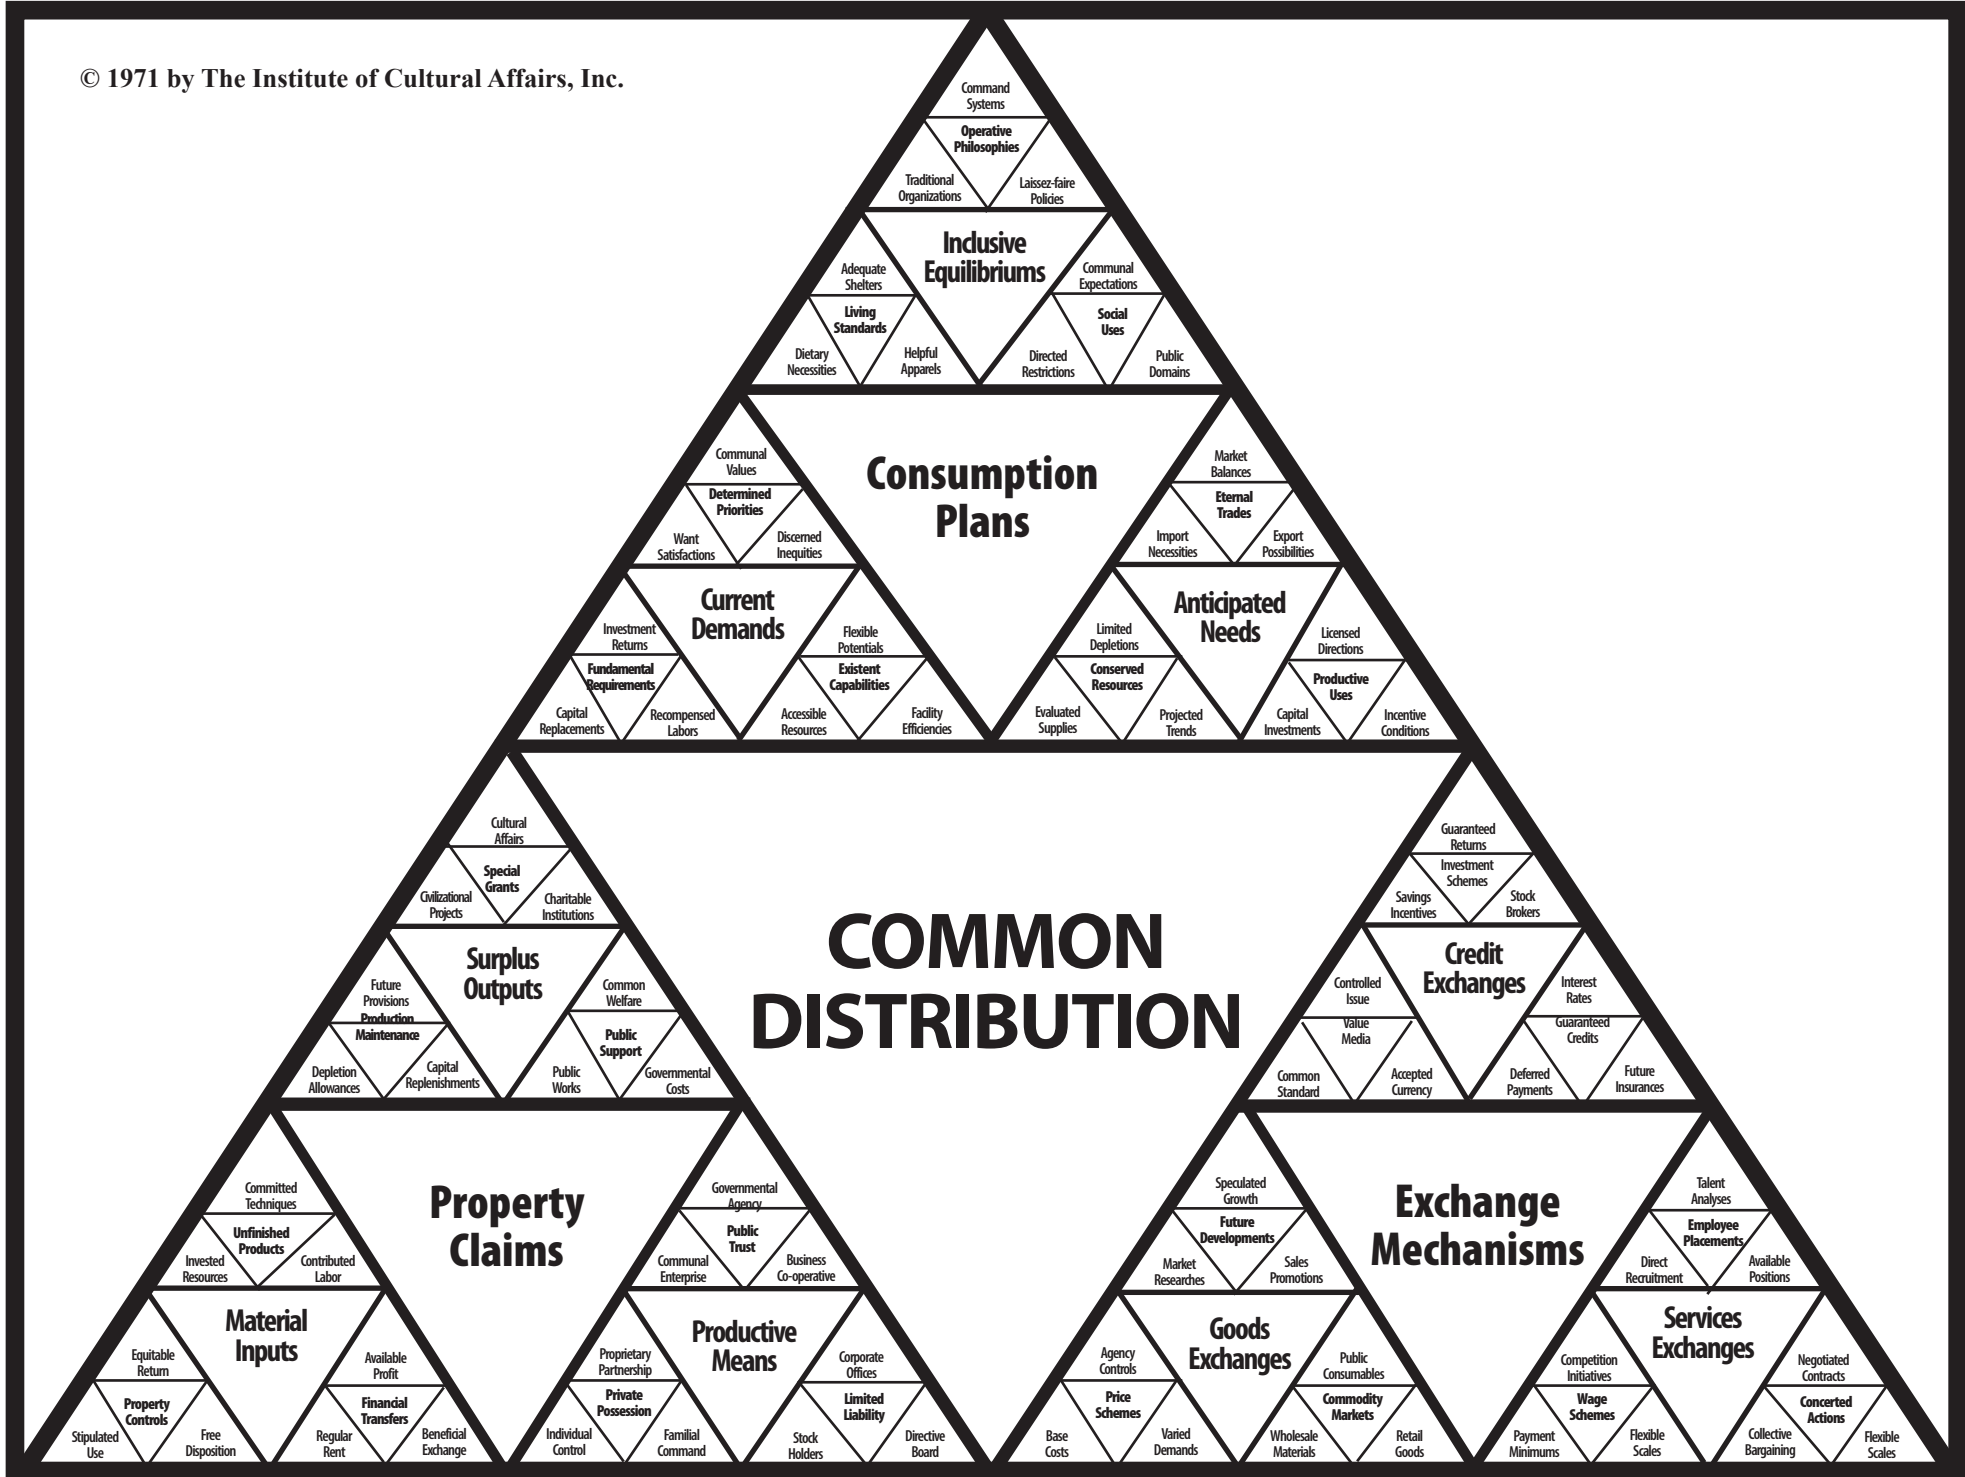 © 1971 by The Institute of Cultural Affairs, Inc.
Command
Systems
Operative
Philosophies
Traditional
Organizations
Laissez-faire
Policies
Inclusive
Equilibriums
Adequate
Shelters
Living
Standards
Dietary
Necessities
Helpful
Apparels
Communal
Expectations
Social
Uses
Directed
Restrictions
Public
Domains
Consumption
Plans
Communal
Values
Determined
Priorities
Want
Satisfactions
Discerned
Inequities
Current
Demands
Investment
Returns
Fundamental
Requirements
Capital
Replacements
Recompensed
Labors
Flexible
Potentials
Existent
Capabilities
Accessible
Resources
Facility
Efficiencies
Market
Balances
Eternal
Trades
Import
Necessities
Export
Possibilities
Anticipated
Needs
Limited
Depletions
Conserved
Resources
Evaluated
Supplies
Projected
Trends
Licensed
Directions
Productive
Uses
Capital
Investments
Incentive
Conditions
COMMON
DISTRIBUTION
Cultural
Affairs
Special
Grants
Civilizational
Projects
Charitable
Institutions
Surplus
Outputs
Future
Provisions
Production
Maintenance
Depletion
Allowances
Capital
Replenishments
Common
Welfare
Public
Support
Public
Works
Governmental
Costs
Property
Claims
Committed
Techniques
Unfinished
Products
Invested
Resources
Contributed
Labor
Material
Inputs
Equitable
Return
Property
Controls
Stipulated
Use
Free
Disposition
Available
Profit
Financial
Transfers
Regular
Rent
Beneficial
Exchange
Governmental
Agency
Public
Trust
Communal
Enterprise
Business
Co-operative
Productive
Means
Proprietary
Partnership
Private
Possession
Individual
Control
Familial
Command
Corporate
Offices
Limited
Liability
Stock
Holders
Directive
Board
Guaranteed
Returns
Investment
Schemes
Savings
Incentives
Stock
Brokers
Credit
Exchanges
Controlled
Issue
Value
Media
Common
Standard
Accepted
Currency
Interest
Rates
Guaranteed
Credits
Deferred
Payments
Future
Insurances
Exchange
Mechanisms
Speculated
Growth
Future
Developments
Market
Researches
Sales
Promotions
Goods
Exchanges
Agency
Controls
Price
Schemes
Base
Costs
Varied
Demands
Public
Consumables
Commodity
Markets
Wholesale
Materials
Retail
Goods
Talent
Analyses
Employee
Placements
Direct
Recruitment
Available
Positions
Services
Exchanges
Competition
Initiatives
Wage
Schemes
Payment
Minimums
Flexible
Scales
Negotiated
Contracts
Concerted
Actions
Collective
Bargaining
Flexible
Scales